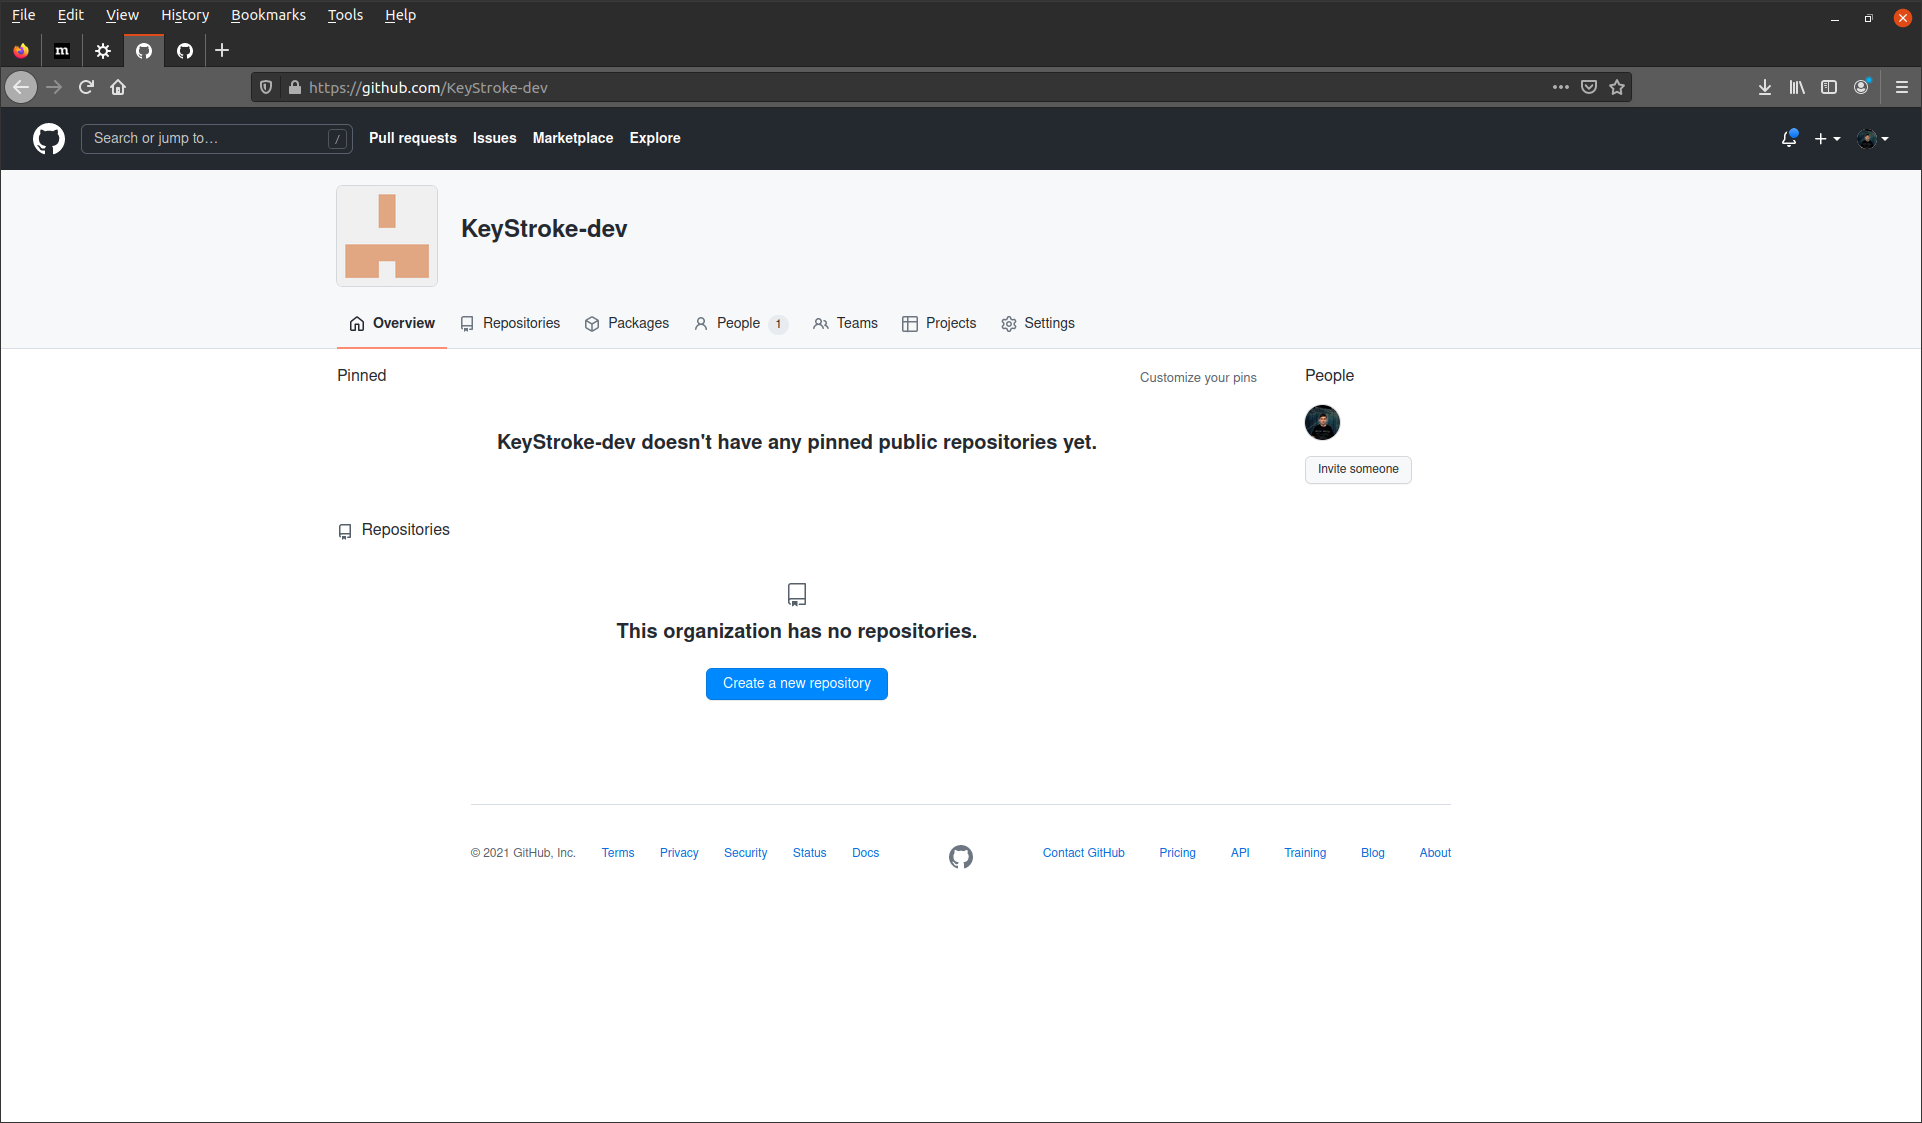 File Edit View History Bookmarks Tools Help
m
https://github.com/KeyStroke-dev
Search or jump to… / Pull requests Issues Marketplace Explore
KeyStroke-dev
Overview Repositories Packages People 1 Teams Projects Settings
Pinned Customize your pins People
KeyStroke-dev doesn't have any pinned public repositories yet.
Invite someone
Repositories
This organization has no repositories.
Create a new repository
© 2021 GitHub, Inc. Terms Privacy Security Status Docs Contact GitHub Pricing API Training Blog About